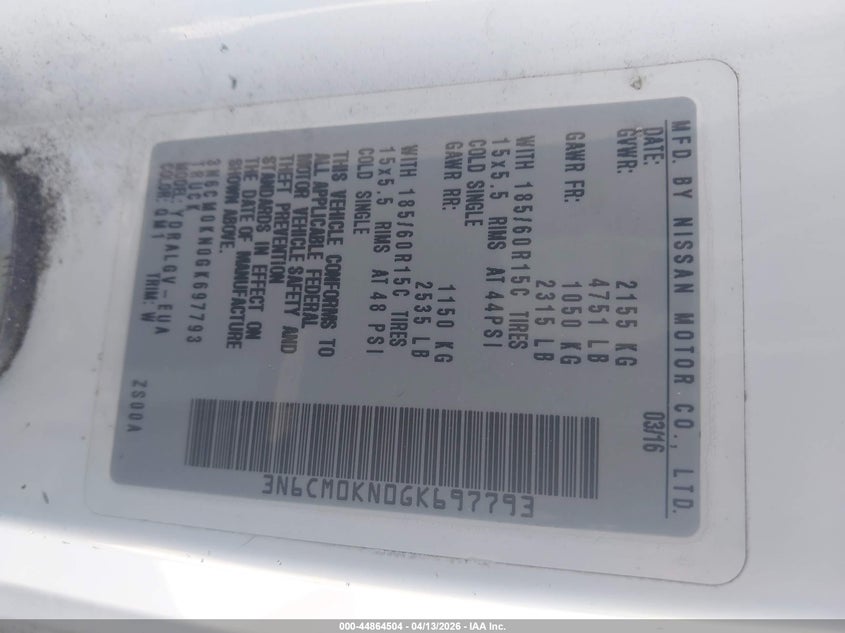 MFD. BY NISSAN MOTOR CO., LTD.
DATE: 03/16
GVWR: 2155 KG
4751 LB
GAWR FR: 1050 KG
2315 LB
WITH 185/60R15C TIRES
15x5.5 RIMS AT 44PSI
COLD SINGLE
GAWR RR: 1150 KG
2535 LB
WITH 185/60R15C TIRES
15x5.5 RIMS AT 48 PSI
COLD SINGLE
THIS VEHICLE CONFORMS TO
ALL APPLICABLE FEDERAL
MOTOR VEHICLE SAFETY AND
THEFT PREVENTION
STANDARDS IN EFFECT ON
THE DATE OF MANUFACTURE
SHOWN ABOVE.
3N6CM0KN0GK697793
TRUCK
MODEL: YDRALGV-EUA
COLOR: QM1 TRIM: W
ZS00A
3N6CM0KN0GK697793
000-44864504 - 04/13/2026 - IAA Inc.